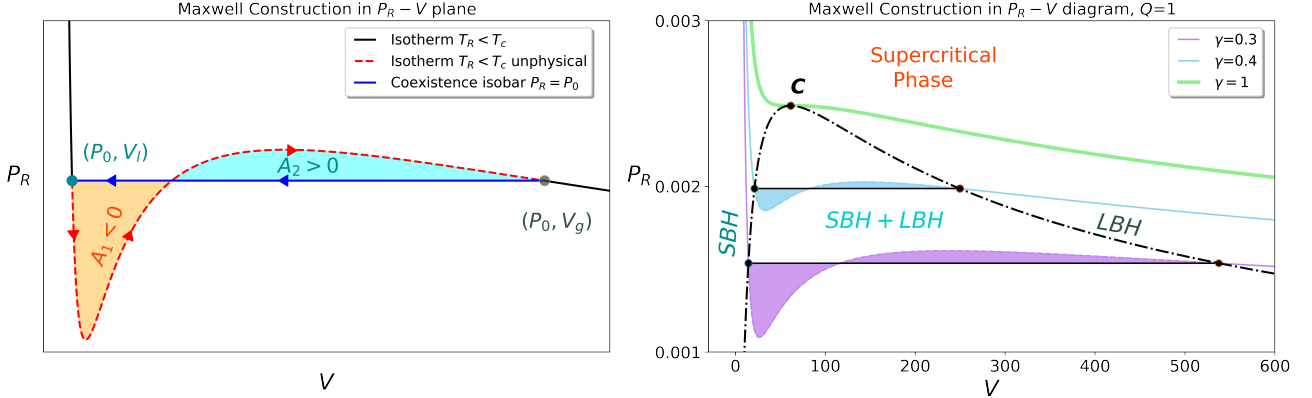 Maxwell Construction in P_R − V plane
Isotherm T_R < T_c
Isotherm T_R < T_c unphysical
Coexistence isobar P_R = P_0
(P_0, V_l)
A_2 > 0
P_R
A_1 < 0
(P_0, V_g)
V
Maxwell Construction in P_R − V diagram, Q=1
0.003
γ=0.3
γ=0.4
γ = 1
Supercritical
Phase
C
0.002
P_R
SBH
SBH + LBH
LBH
0.001
0
100
200
300
400
500
600
V